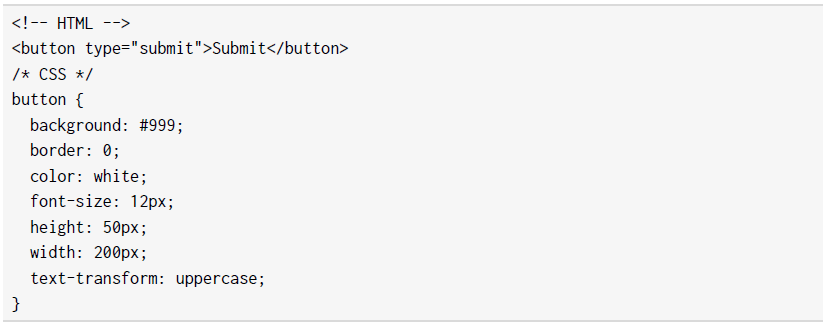 <!-- HTML -->
<button type="submit">Submit</button>
/* CSS */
button {
  background: #999;
  border: 0;
  color: white;
  font-size: 12px;
  height: 50px;
  width: 200px;
  text-transform: uppercase;
}